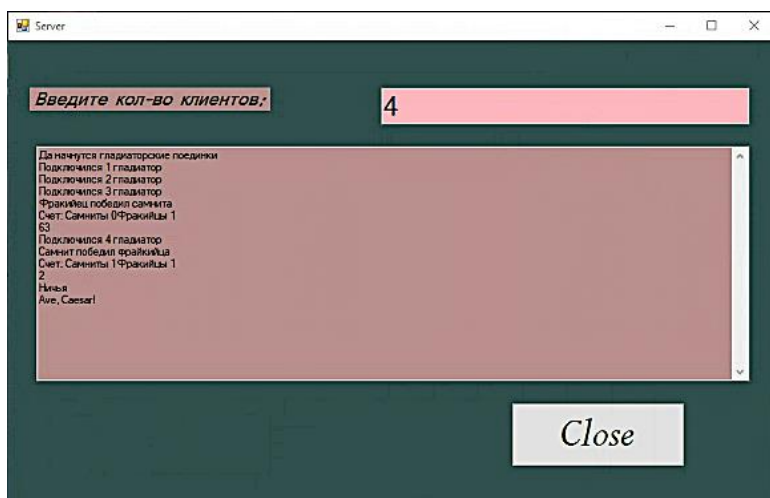 Server
Введите кол-во клиентов:
4
Да начнутся гладиаторские поединки
Подключился 1 гладиатор
Подключился 2 гладиатор
Подключился 3 гладиатор
Фракийец победил самнита
Счет: Самниты 0Фракийцы 1
63
Подключился 4 гладиатор
Самнит победил фрайкийца
Счет: Самниты 1Фракийцы 1
2
Ничья
Ave, Caesar!
Close